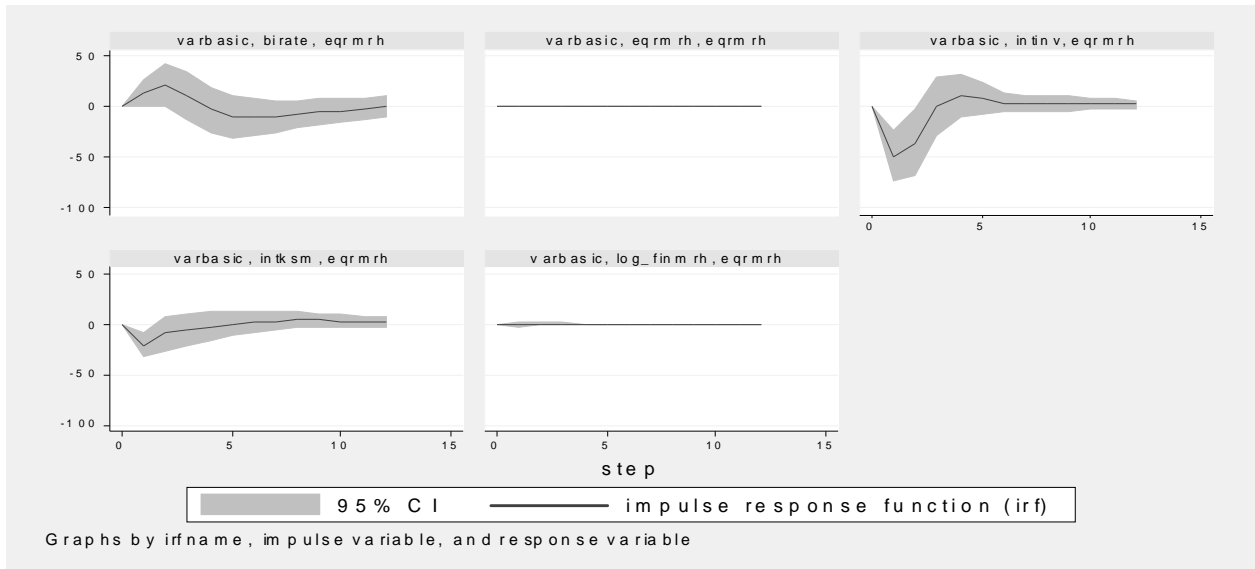 varbasic, birate, eqrmrh
varbasic, eqrmrh, eqrmrh
varbasic, intinv, eqrmrh
50
0
-50
-100
0 5 10 15
varbasic, intksm, eqrmrh
varbasic, log_finmrh, eqrmrh
50
0
-50
-100
0 5 10 15
0 5 10 15
step
95% CI
impulse response function (irf)
Graphs by irfname, impulse variable, and response variable